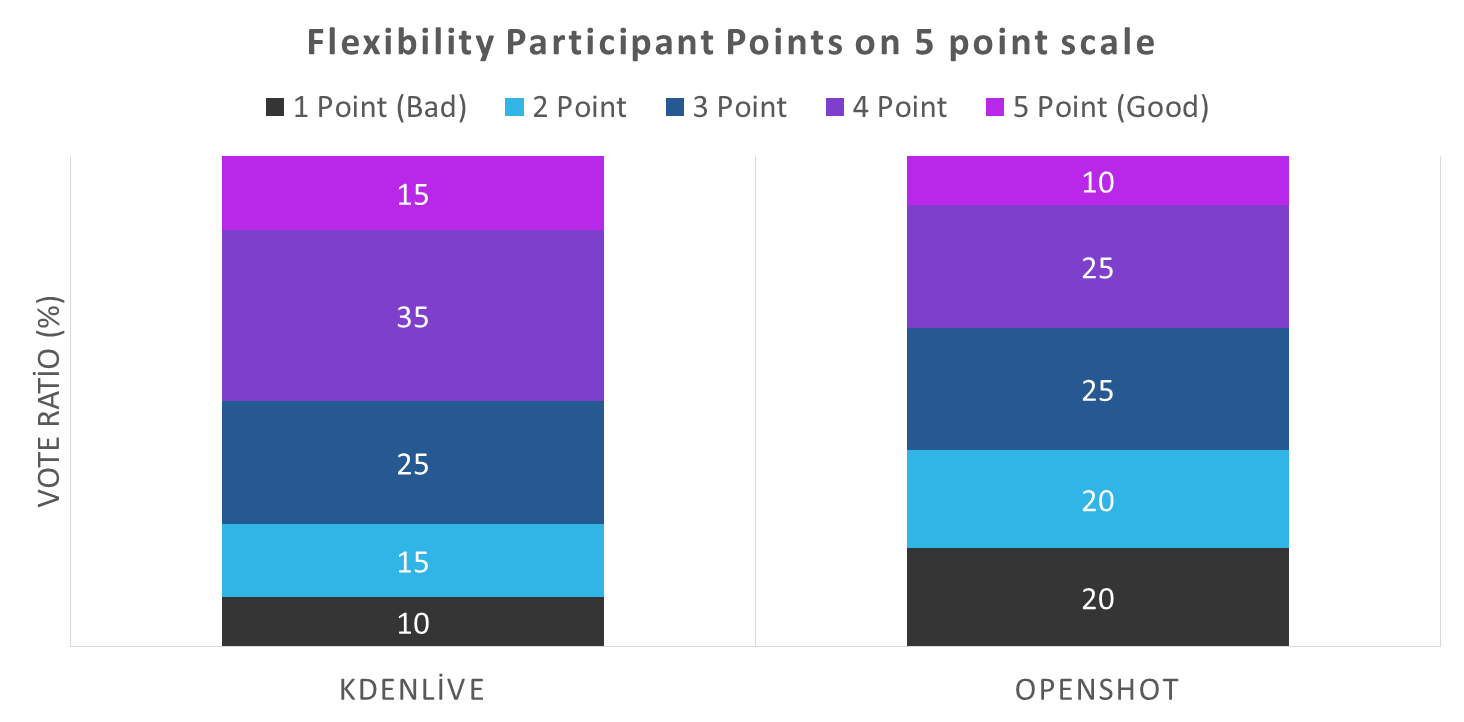 Flexibility Participant Points on 5 point scale
1 Point (Bad) 2 Point 3 Point 4 Point 5 Point (Good)
VOTE RATİO (%)
15
35
25
15
10
10
25
25
20
20
KDENLİVE
OPENSHOT